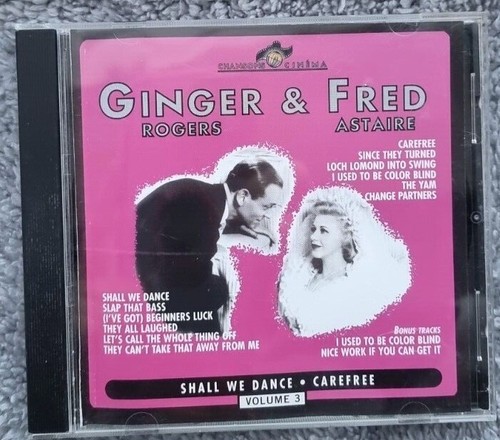 CHANSONS CINÉMA
GINGER & FRED
ROGERS ASTAIRE
CAREFREE
SINCE THEY TURNED
LOCH LOMOND INTO SWING
I USED TO BE COLOR BLIND
THE YAM
CHANGE PARTNERS
SHALL WE DANCE
SLAP THAT BASS
(I'VE GOT) BEGINNERS LUCK
THEY ALL LAUGHED
LET'S CALL THE WHOLE THING OFF
THEY CAN'T TAKE THAT AWAY FROM ME
BONUS TRACKS
I USED TO BE COLOR BLIND
NICE WORK IF YOU CAN GET IT
SHALL WE DANCE • CAREFREE
VOLUME 3